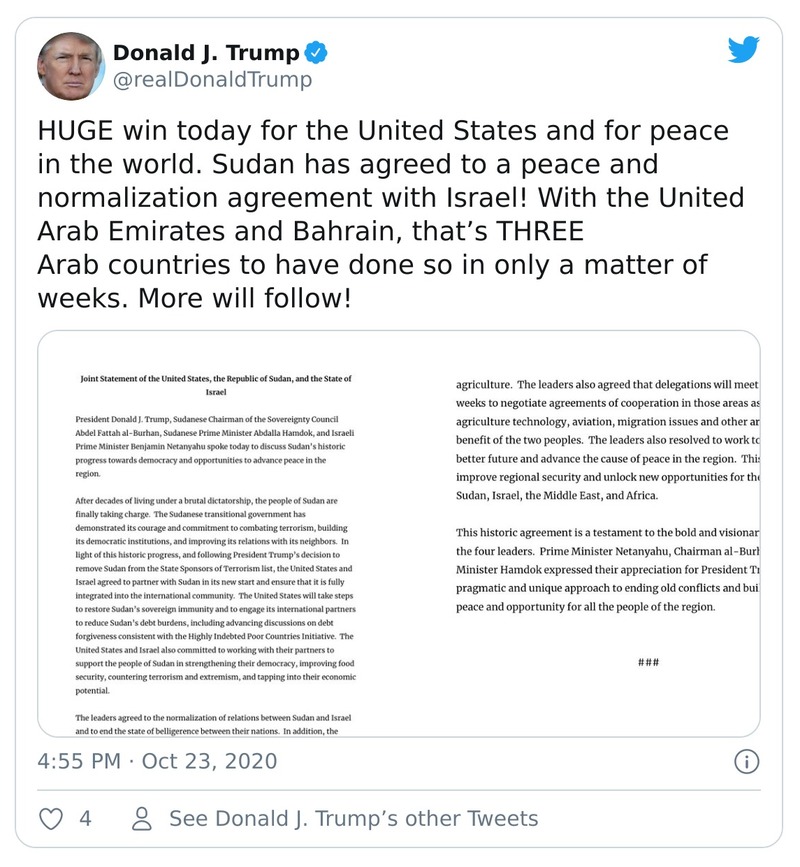 Donald J. Trump
@realDonaldTrump
HUGE win today for the United States and for peace
in the world. Sudan has agreed to a peace and
normalization agreement with Israel! With the United
Arab Emirates and Bahrain, that’s THREE
Arab countries to have done so in only a matter of
weeks. More will follow!
Joint Statement of the United States, the Republic of Sudan, and the State of
Israel
President Donald J. Trump, Sudanese Chairman of the Sovereignty Council
Abdel Fattah al-Burhan, Sudanese Prime Minister Abdalla Hamdok, and Israeli
Prime Minister Benjamin Netanyahu spoke today to discuss Sudan’s historic
progress towards democracy and opportunities to advance peace in the
region.
After decades of living under a brutal dictatorship, the people of Sudan are
finally taking charge. The Sudanese transitional government has
demonstrated its courage and commitment to combating terrorism, building
its democratic institutions, and improving its relations with its neighbors. In
light of this historic progress, and following President Trump’s decision to
remove Sudan from the State Sponsors of Terrorism list, the United States and
Israel agreed to partner with Sudan in its new start and ensure that it is fully
integrated into the international community. The United States will take steps
to restore Sudan’s sovereign immunity and to engage its international partners
to reduce Sudan’s debt burdens, including advancing discussions on debt
forgiveness consistent with the Highly Indebted Poor Countries Initiative. The
United States and Israel also committed to working with their partners to
support the people of Sudan in strengthening their democracy, improving food
security, countering terrorism and extremism, and tapping into their economic
potential.
The leaders agreed to the normalization of relations between Sudan and Israel
and to end the state of belligerence between their nations. In addition, the
agriculture. The leaders also agreed that delegations will meet
weeks to negotiate agreements of cooperation in those areas as
agriculture technology, aviation, migration issues and other
benefit of the two peoples. The leaders also resolved to work
better future and advance the cause of peace in the region.
improve regional security and unlock new opportunities for
Sudan, Israel, the Middle East, and Africa.
This historic agreement is a testament to the bold and
the four leaders. Prime Minister Netanyahu, Chairman
Minister Hamdok expressed their appreciation for President
pragmatic and unique approach to ending old conflicts and
peace and opportunity for all the people of the region.
###
4:55 PM · Oct 23, 2020
4
See Donald J. Trump’s other Tweets